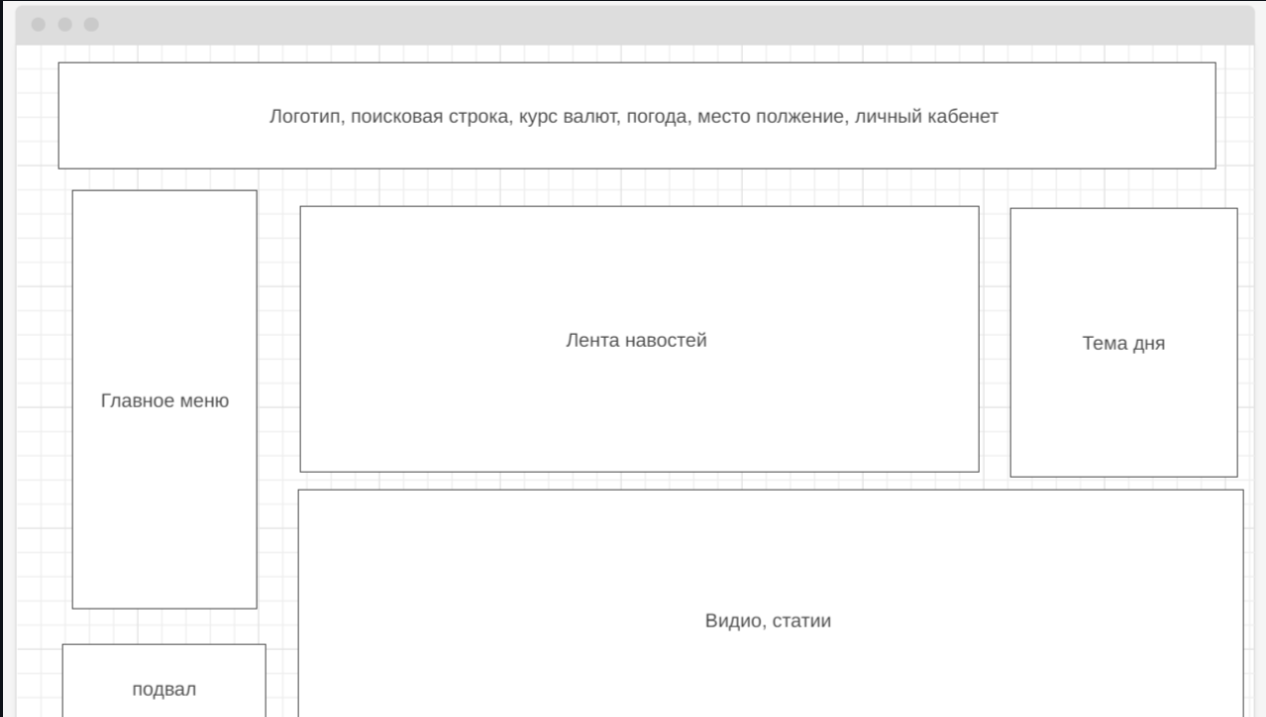 Логотип, поисковая строка, курс валют, погода, место полжение, личный кабенет
Главное меню
Лента навостей
Тема дня
Видио, статии
подвал